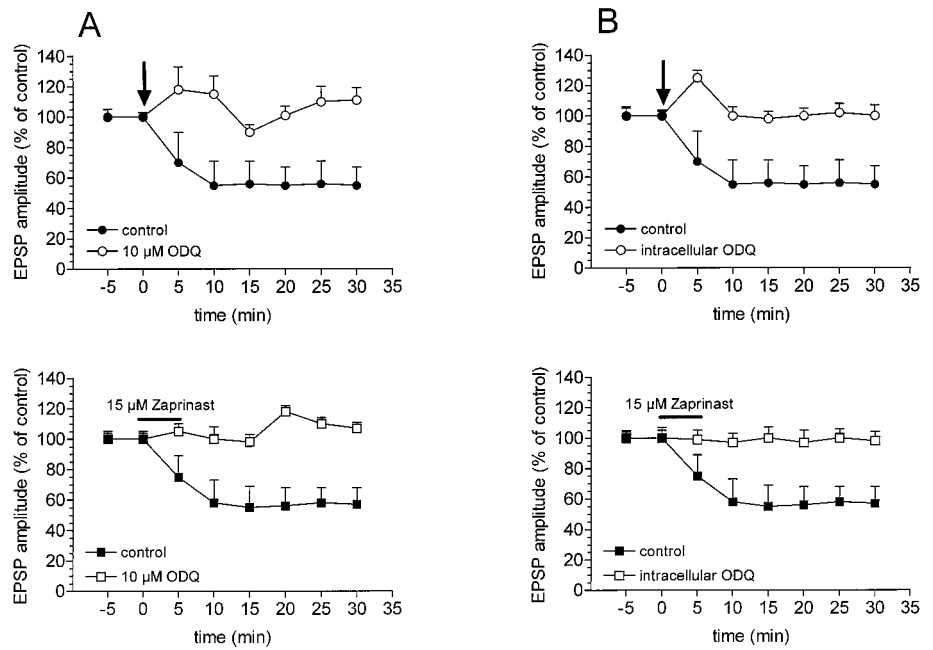 A
EPSP amplitude (% of control)
140
120
100
80
60
40
20
0
control
10 µM ODQ
-5 0 5 10 15 20 25 30 35
time (min)
B
EPSP amplitude (% of control)
140
120
100
80
60
40
20
0
control
intracellular ODQ
-5 0 5 10 15 20 25 30 35
time (min)
EPSP amplitude (% of control)
140
120
100
80
60
40
20
0
15 µM Zaprinast
control
10 µM ODQ
-5 0 5 10 15 20 25 30 35
time (min)
EPSP amplitude (% of control)
140
120
100
80
60
40
20
0
15 µM Zaprinast
control
intracellular ODQ
-5 0 5 10 15 20 25 30 35
time (min)